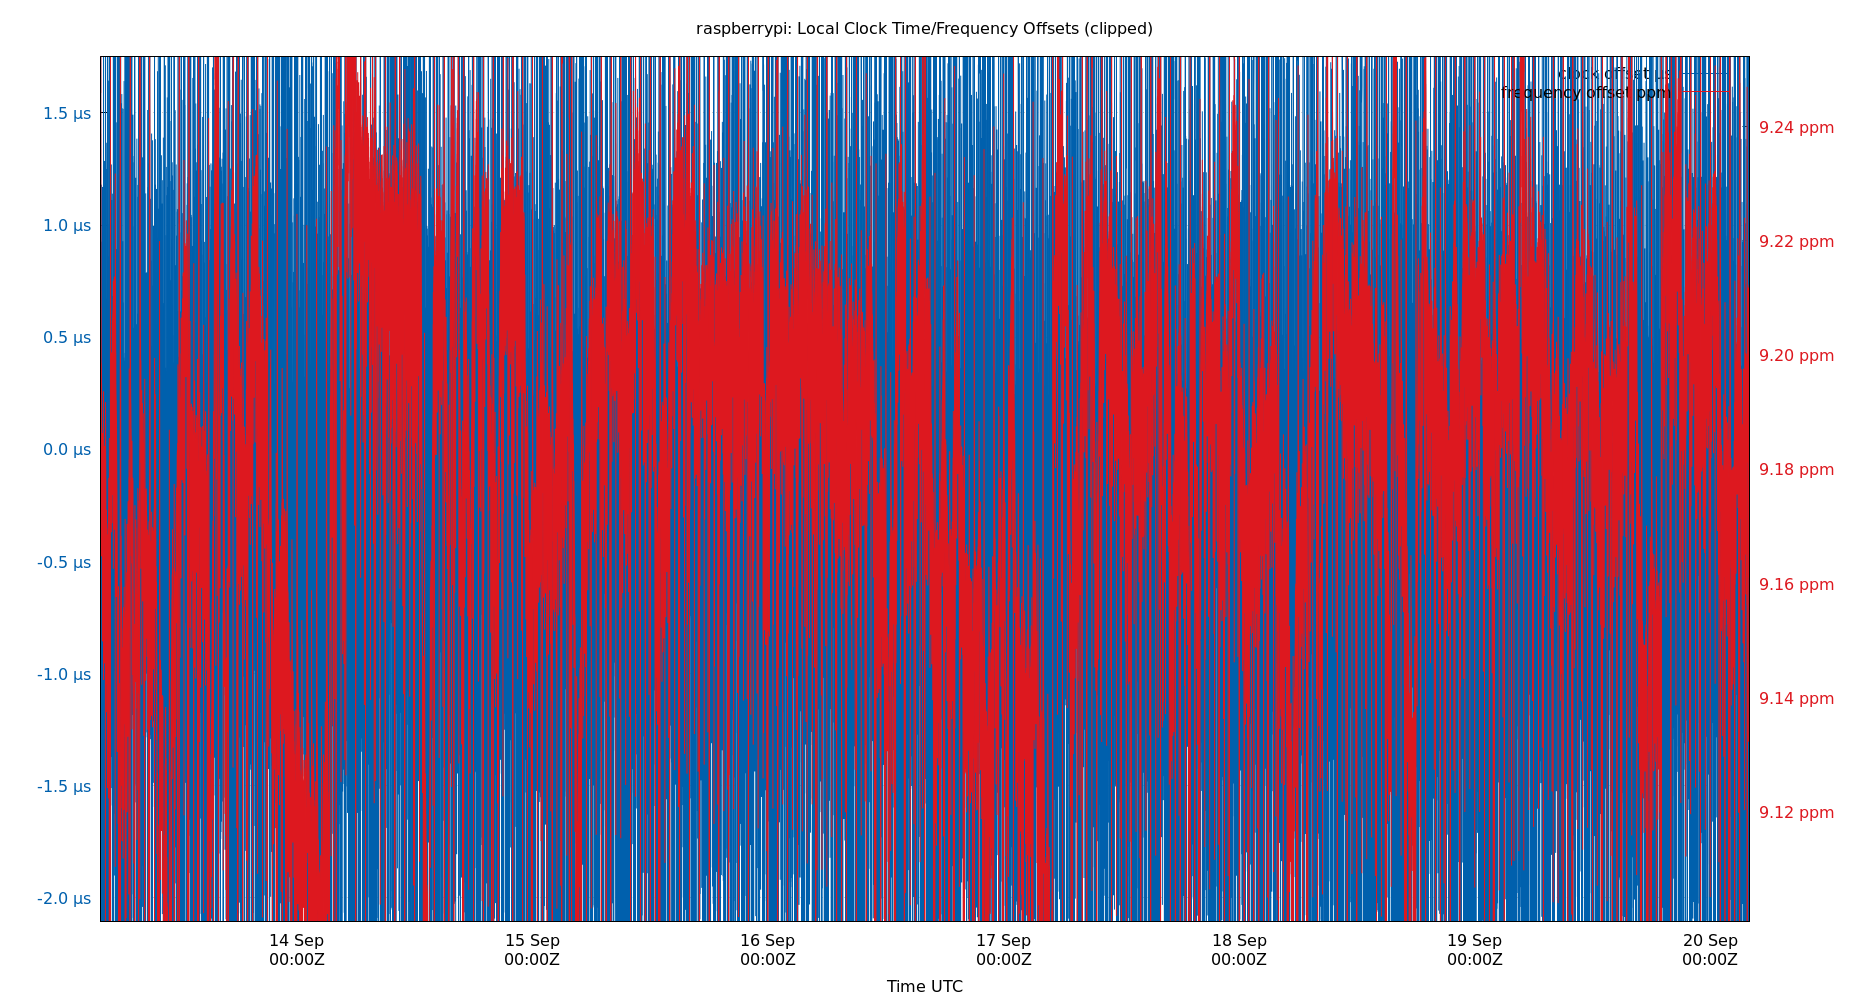 raspberrypi: Local Clock Time/Frequency Offsets (clipped)
clock offset µs
frequency offset ppm
1.5 µs
1.0 µs
0.5 µs
0.0 µs
-0.5 µs
-1.0 µs
-1.5 µs
-2.0 µs
9.24 ppm
9.22 ppm
9.20 ppm
9.18 ppm
9.16 ppm
9.14 ppm
9.12 ppm
14 Sep
00:00Z
15 Sep
00:00Z
16 Sep
00:00Z
17 Sep
00:00Z
18 Sep
00:00Z
19 Sep
00:00Z
20 Sep
00:00Z
Time UTC